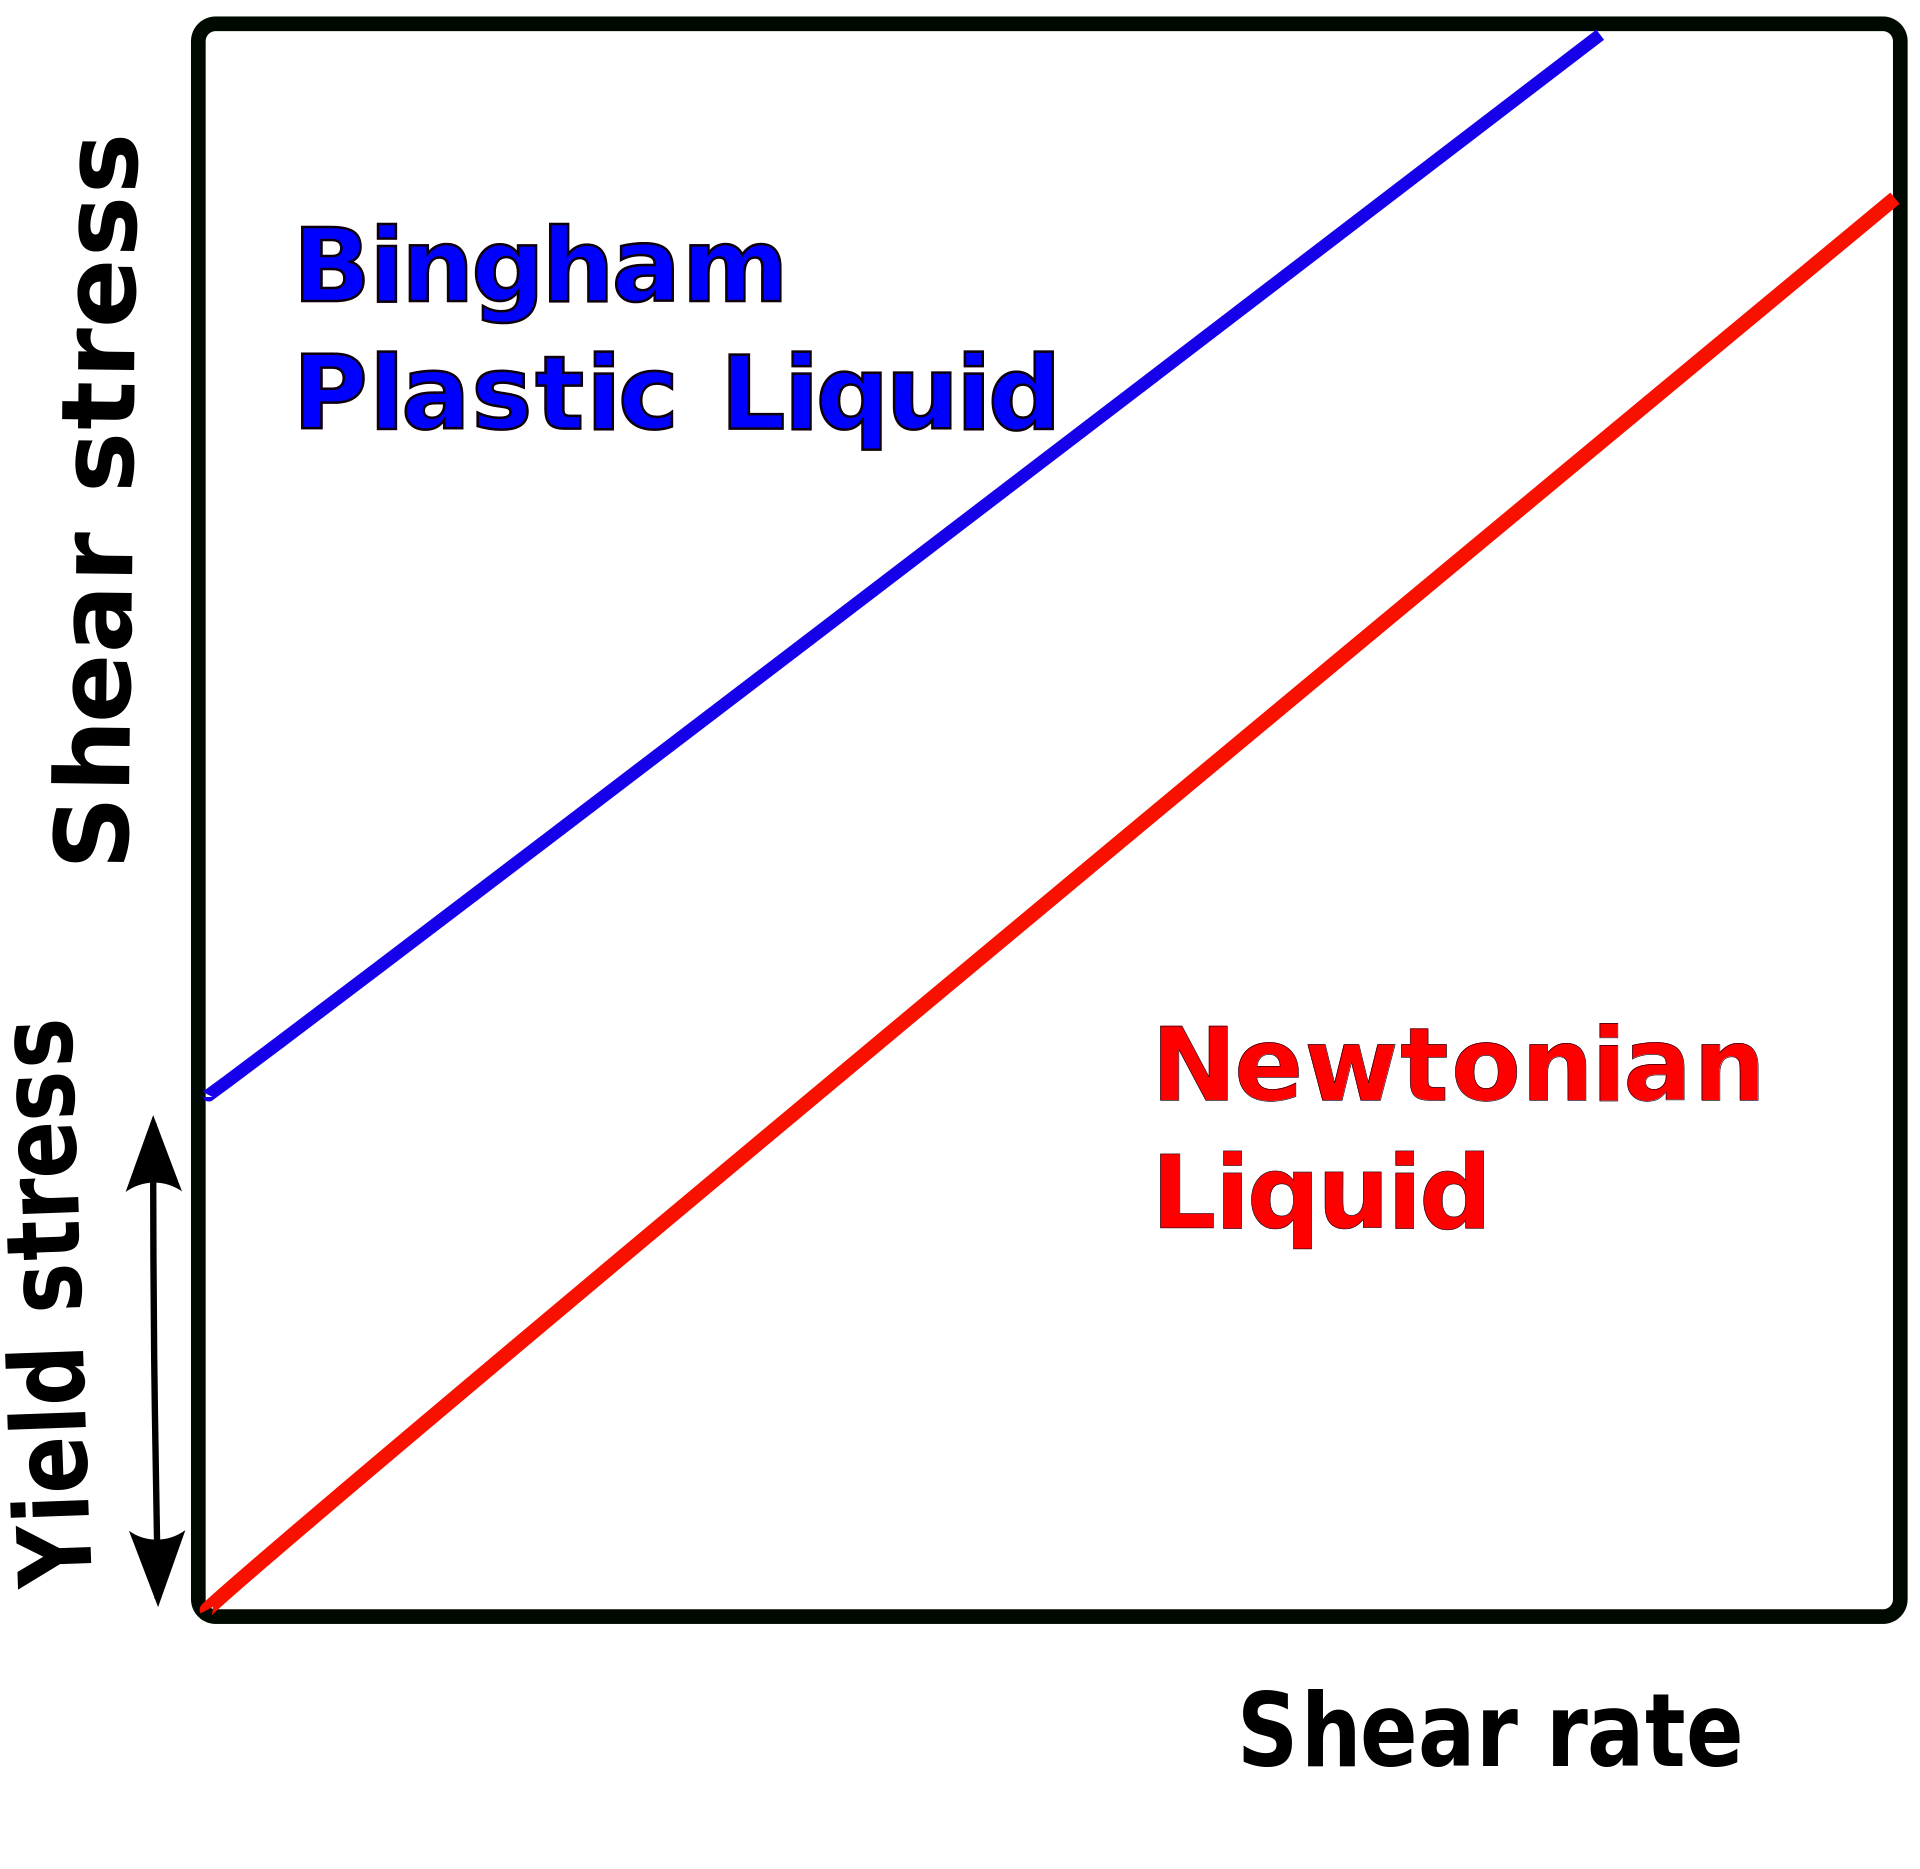 Shear stress
Bingham
Plastic Liquid
Yield stress
Newtonian
Liquid
Shear rate